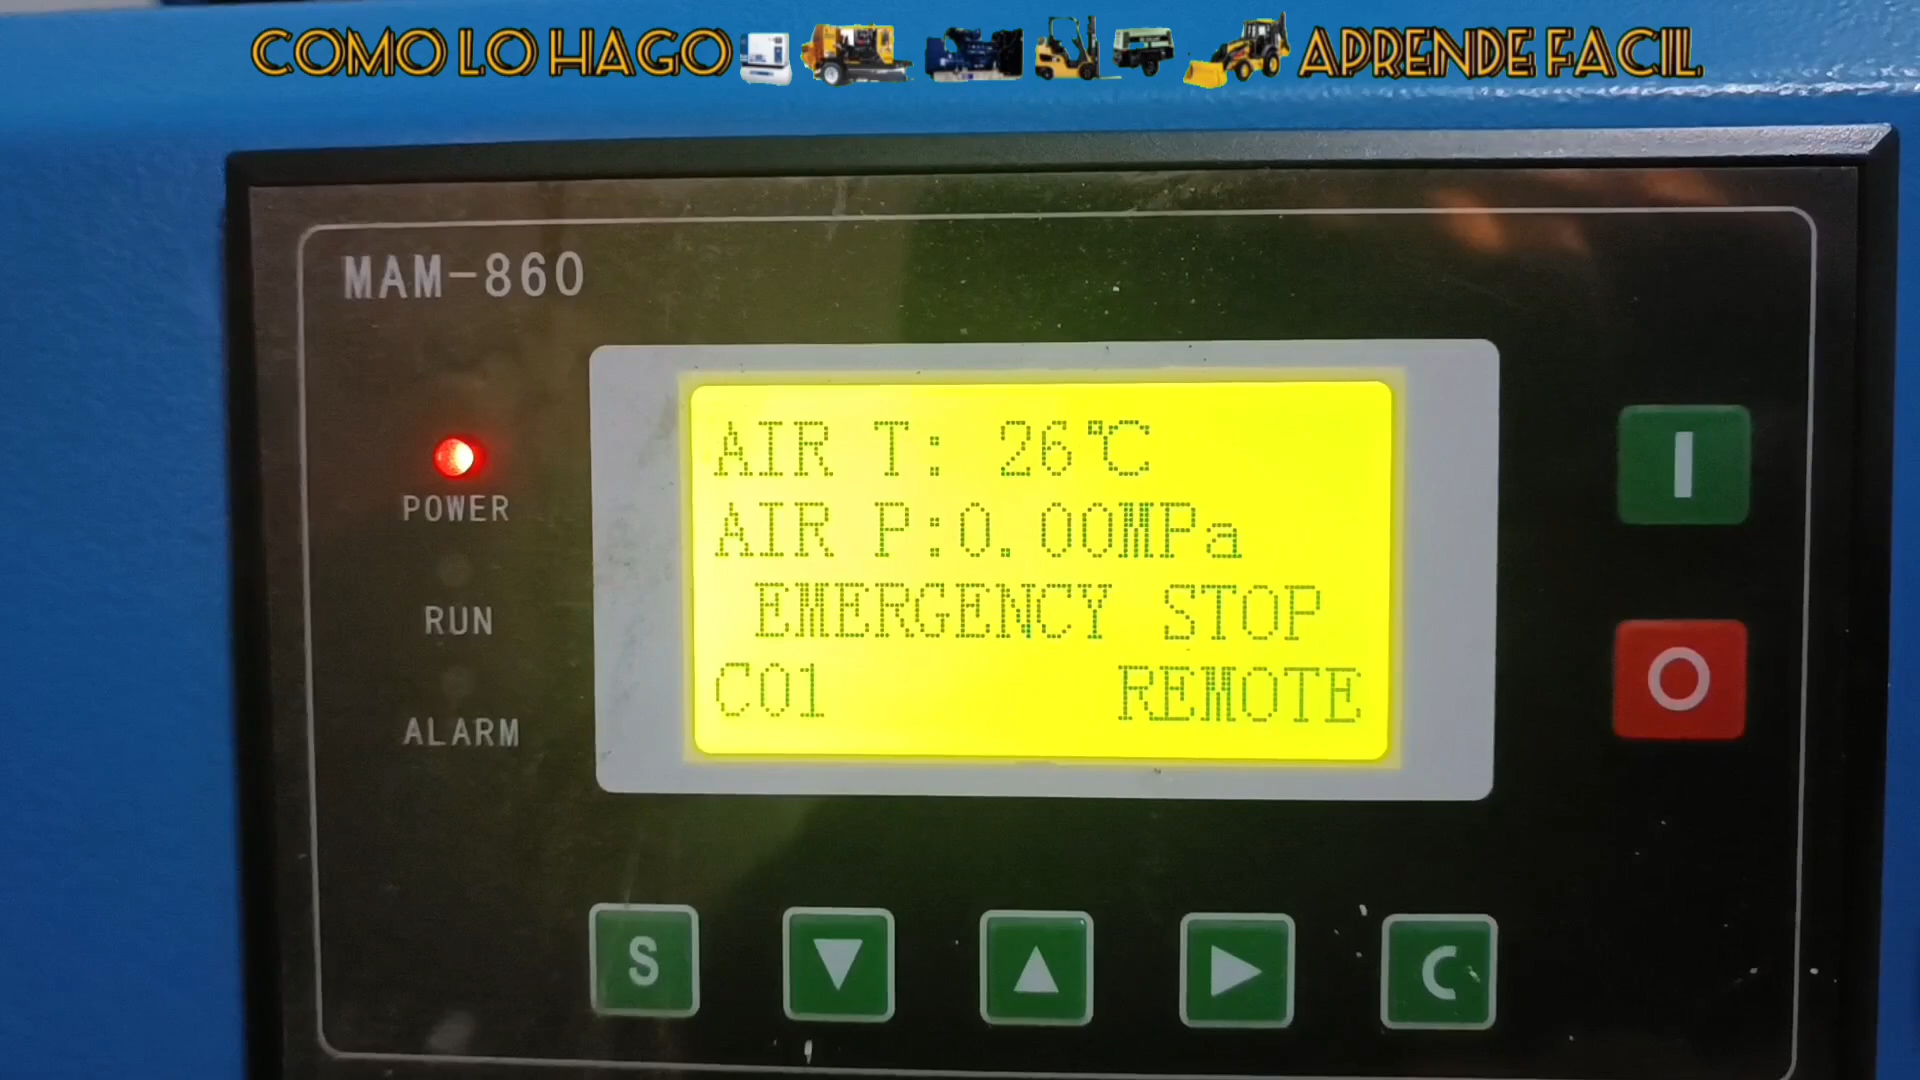 COMO LO HAGO APRENDE FACIL
MAM-860
AIR T: 26℃
AIR P:0.00MPa
EMERGENCY STOP
C01 REMOTE
POWER
RUN
ALARM
I
O
S
C